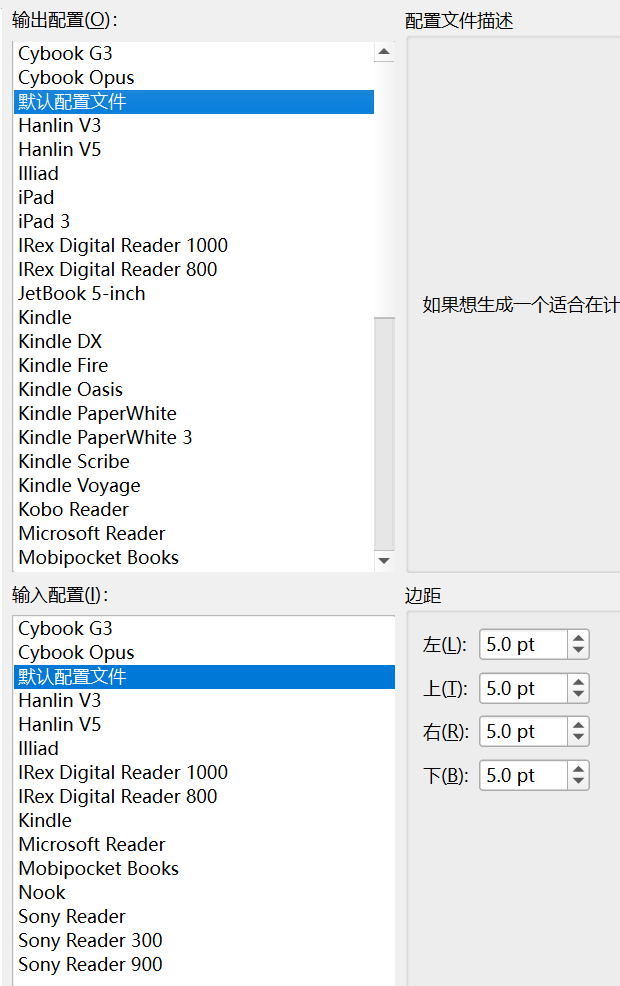 输出配置(O):
Cybook G3
Cybook Opus
默认配置文件
Hanlin V3
Hanlin V5
Illiad
iPad
iPad 3
IRex Digital Reader 1000
IRex Digital Reader 800
JetBook 5-inch
Kindle
Kindle DX
Kindle Fire
Kindle Oasis
Kindle PaperWhite
Kindle PaperWhite 3
Kindle Scribe
Kindle Voyage
Kobo Reader
Microsoft Reader
Mobipocket Books
配置文件描述
如果想生成一个适合在计
输入配置(I):
Cybook G3
Cybook Opus
默认配置文件
Hanlin V3
Hanlin V5
Illiad
IRex Digital Reader 1000
IRex Digital Reader 800
Kindle
Microsoft Reader
Mobipocket Books
Nook
Sony Reader
Sony Reader 300
Sony Reader 900
边距
左(L): 5.0 pt
上(T): 5.0 pt
右(R): 5.0 pt
下(B): 5.0 pt